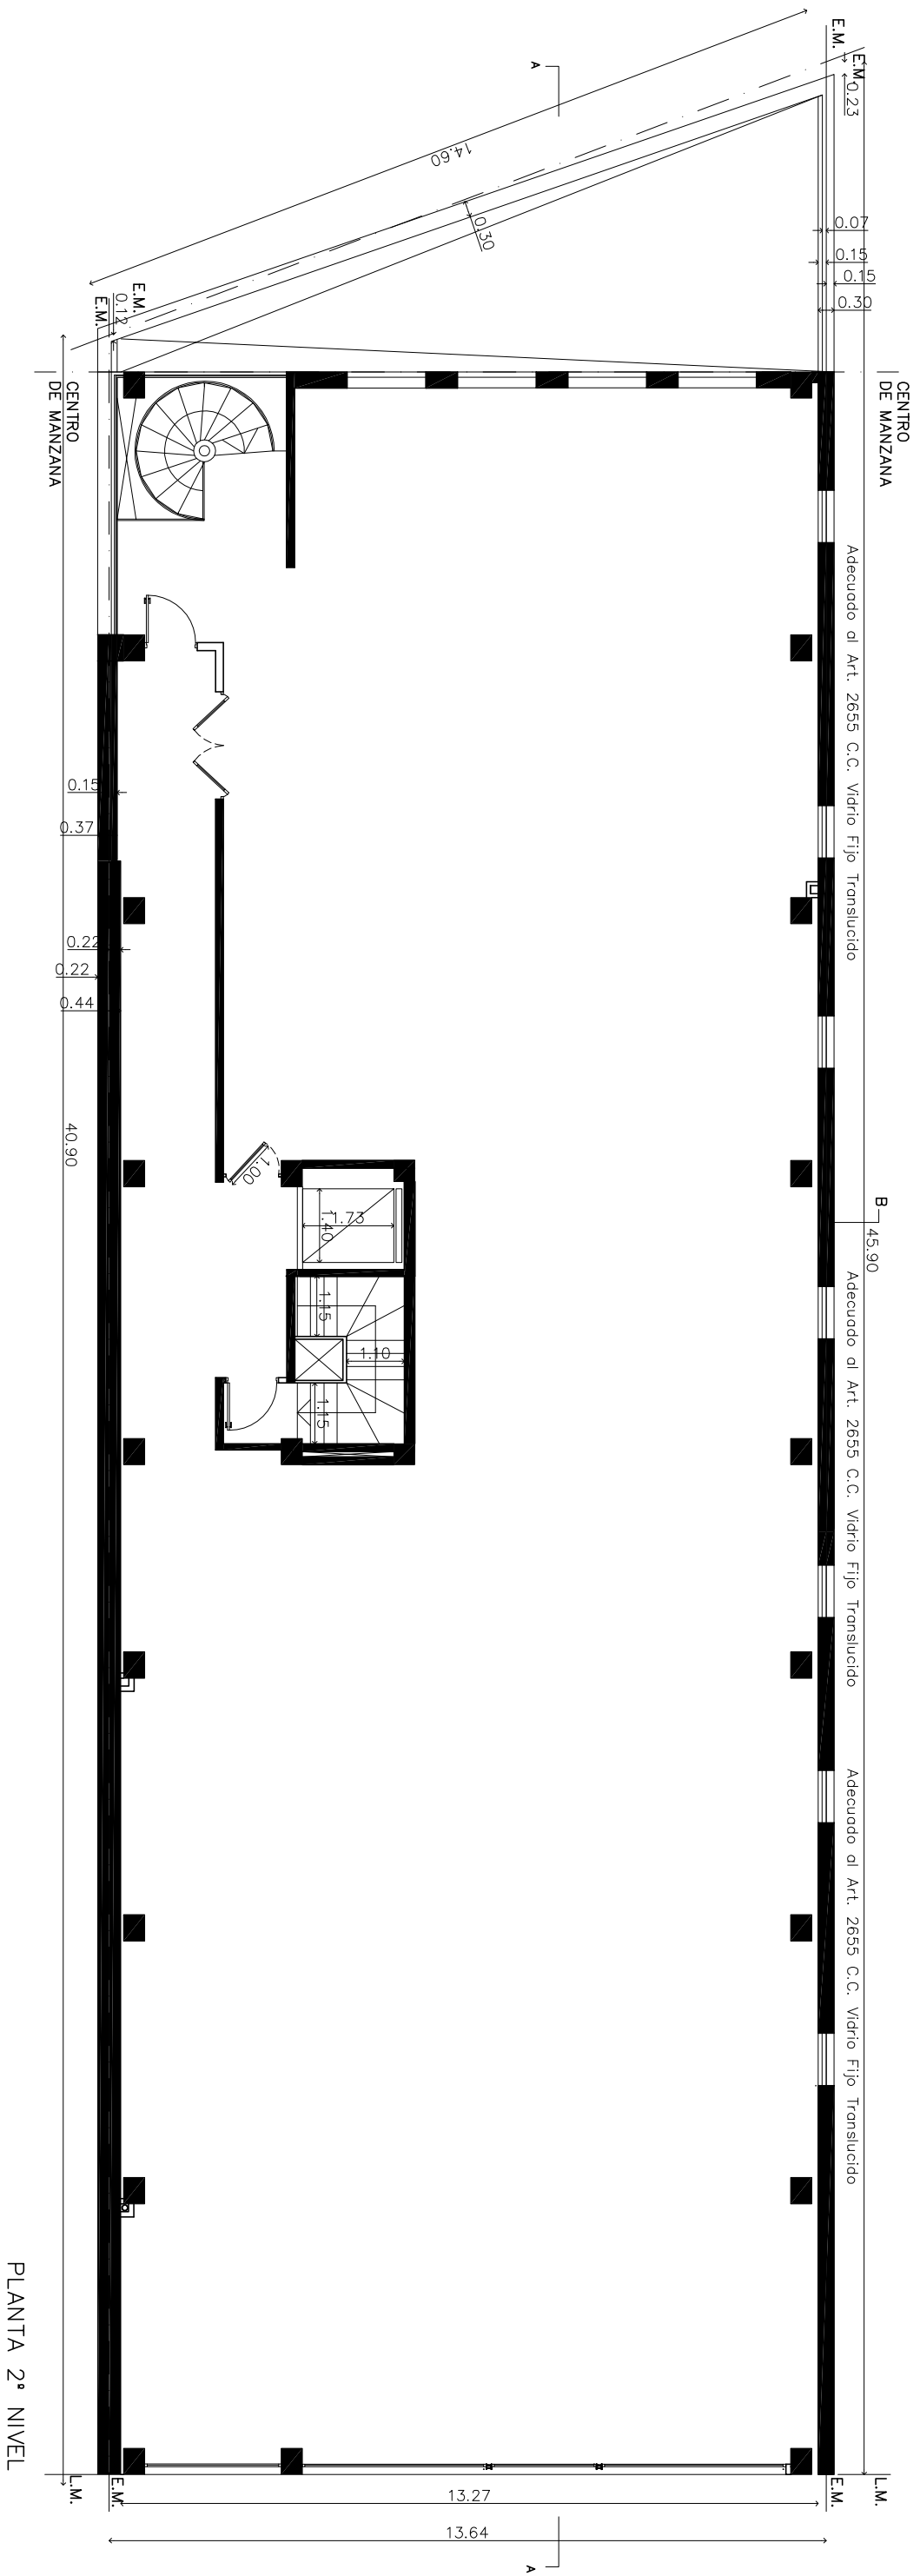 E.M.
E.M.
0.23
A
14.60
0.30
0.07
0.15
0.15
0.30
E.M.
0.12
E.M.
CENTRO
DE MANZANA
CENTRO
DE MANZANA
Adecuado al Art. 2655 C.C. Vidrio Fijo Translucido
0.15
0.37
0.22
0.22
0.44
40.90
1.00
1.73
1.40
B
45.90
1.15
1.10
1.15
Adecuado al Art. 2655 C.C. Vidrio Fijo Translucido
Adecuado al Art. 2655 C.C. Vidrio Fijo Translucido
PLANTA 2º NIVEL
L.M.
E.M.
E.M.
L.M.
13.27
13.64
A